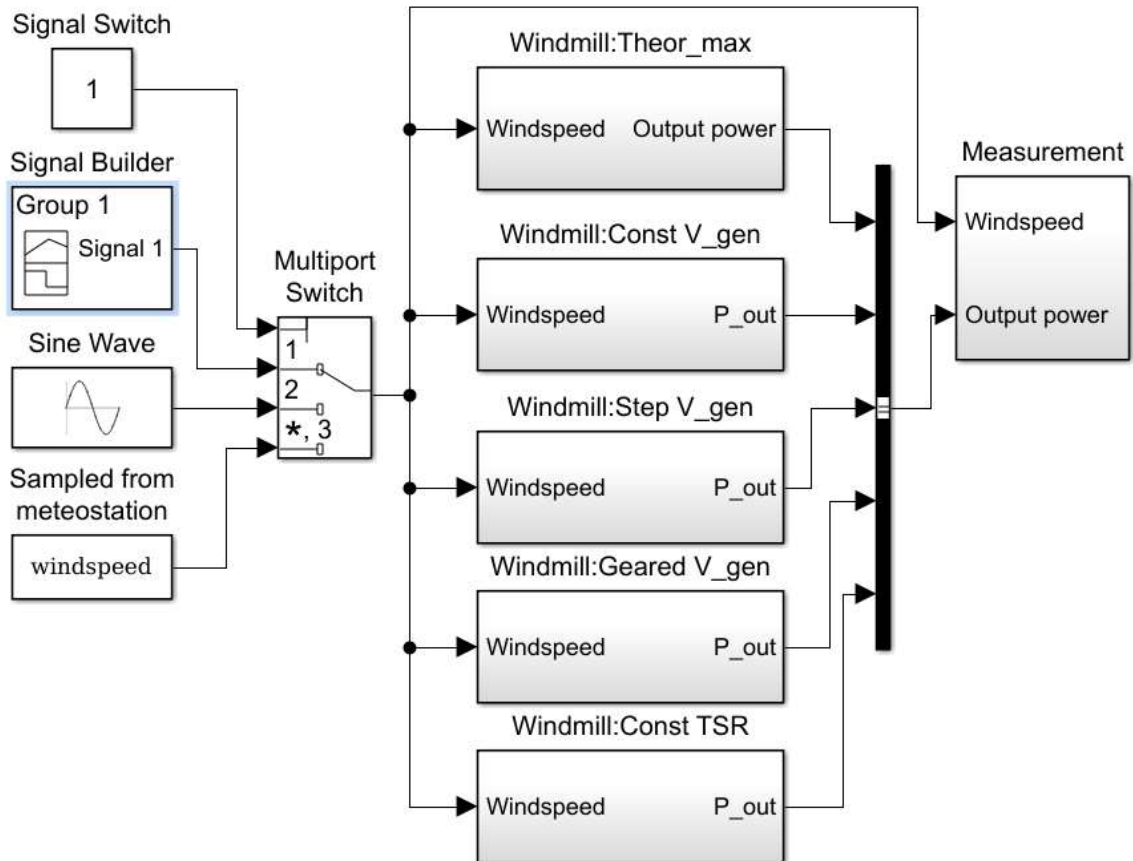 Signal Switch
1
Signal Builder
Group 1
Signal 1
Sine Wave
Sampled from
meteostation
windspeed
Multiport
Switch
1
2
*, 3
Windmill:Theor_max
Windspeed Output power
Windmill:Const V_gen
Windspeed P_out
Windmill:Step V_gen
Windspeed P_out
Windmill:Geared V_gen
Windspeed P_out
Windmill:Const TSR
Windspeed P_out
Measurement
Windspeed
Output power